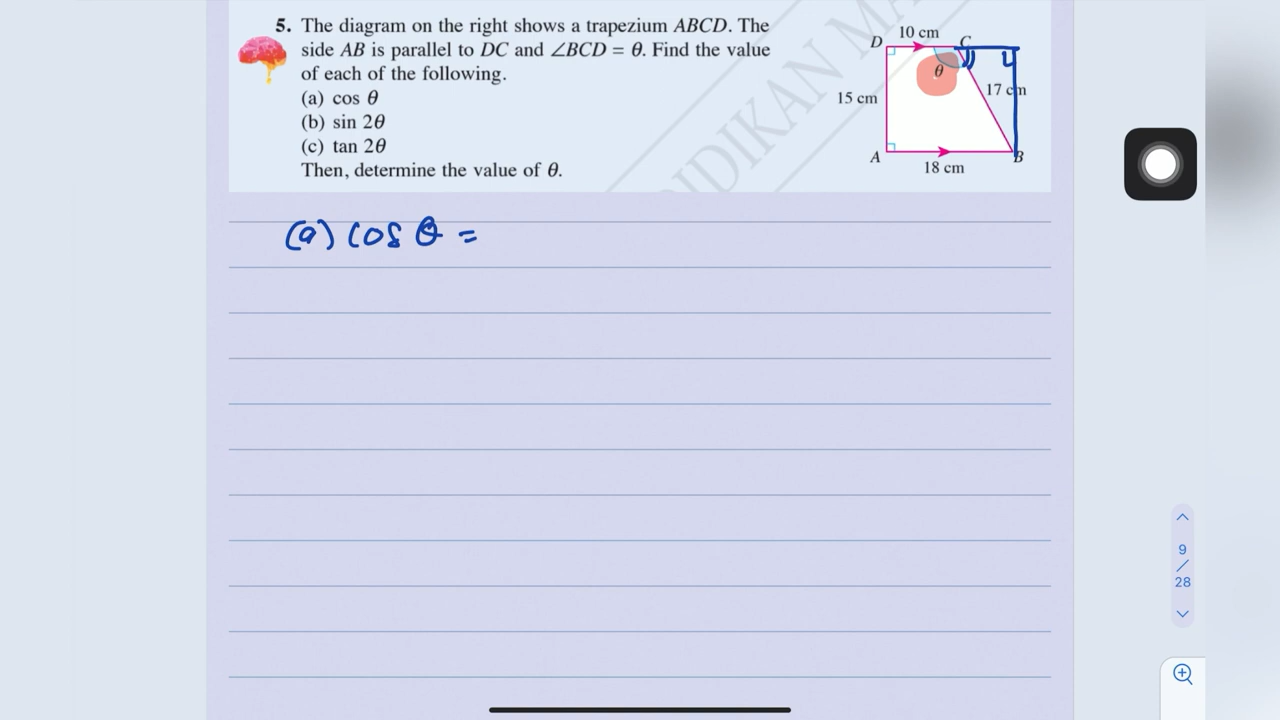 5. The diagram on the right shows a trapezium ABCD. The
side AB is parallel to DC and ∠BCD = θ. Find the value
of each of the following.
(a) cos θ
(b) sin 2θ
(c) tan 2θ
Then, determine the value of θ.
10 cm
D
C
θ
15 cm
17 cm
A
B
18 cm
DIKAN MA
(a) cos θ =
9
/
28